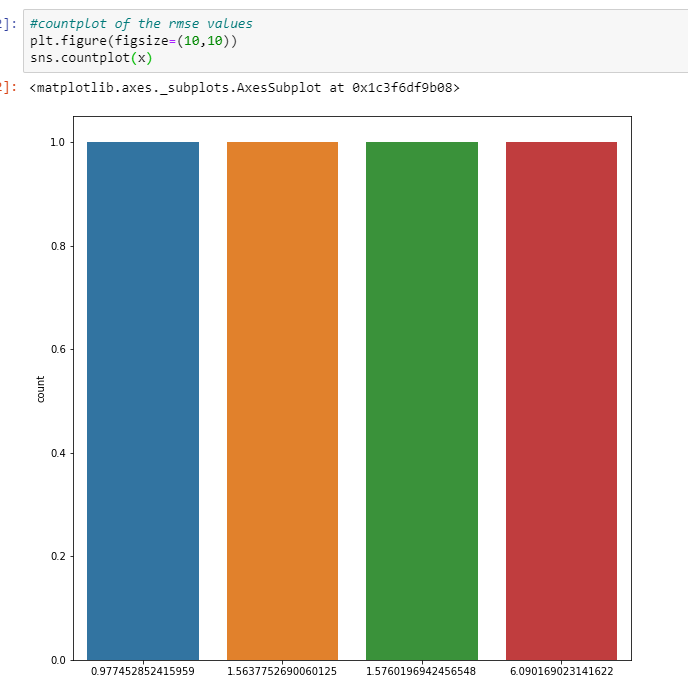 ]: #countplot of the rmse values
plt.figure(figsize=(10,10))
sns.countplot(x)
]: <matplotlib.axes._subplots.AxesSubplot at 0x1c3f6df9b08>
1.0
0.8
0.6
0.4
0.2
0.0
count
0.977452852415959 1.5637752690060125 1.5760196942456548 6.090169023141622